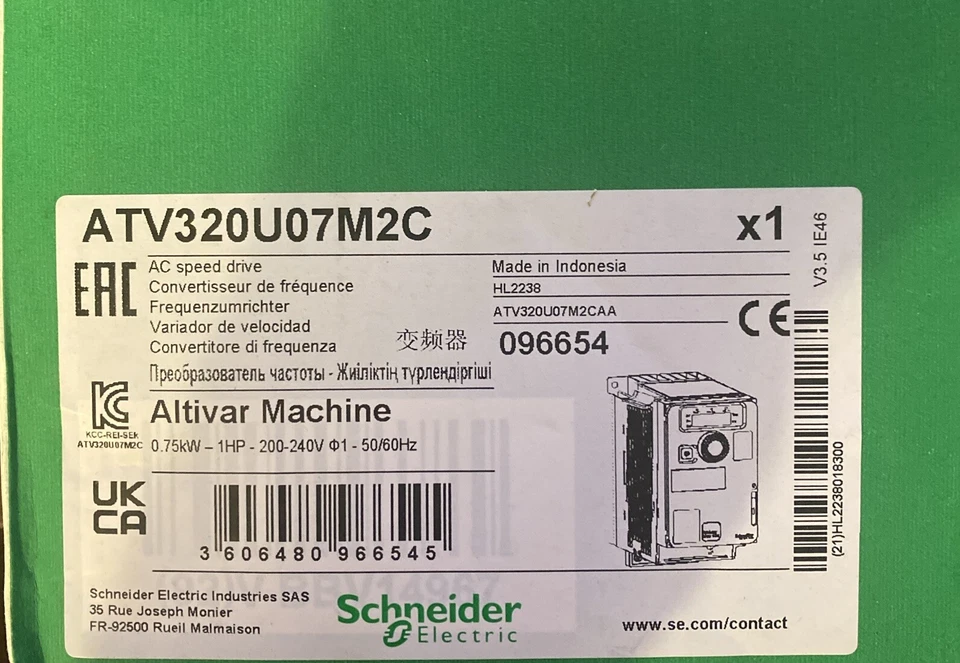 ATV320U07M2C
x1
V3.5 IE46
EAC
AC speed drive
Convertisseur de fréquence
Frequenzumrichter
Variador de velocidad
Convertitore di frequenza
变频器
Преобразователь частоты - Жиіліктің түрлендіргіші
Made in Indonesia
HL2238
ATV320U07M2CAA
096654
CE
KC
KCC-REI-SEK
ATV320U07M2C
Altivar Machine
0.75kW – 1HP - 200-240V Φ1 - 50/60Hz
UK
CA
3 606480 966545
(21)HL2238018300
Schneider Electric Industries SAS
35 Rue Joseph Monier
FR-92500 Rueil Malmaison
Schneider
Electric
www.se.com/contact